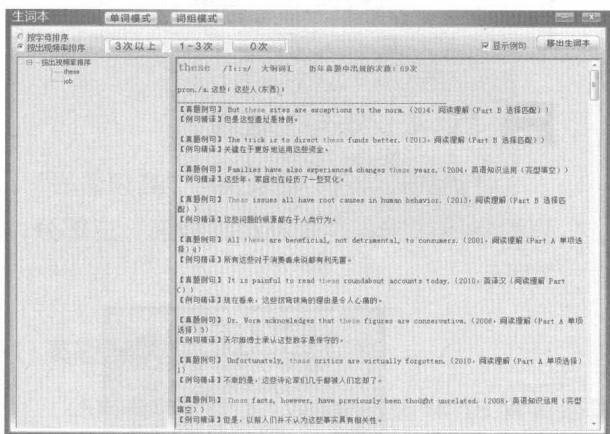 生词本
单词模式 词组模式
按字母排序
按出现频率排序 3次以上 1-3次 0次 显示例句 移出生词本
按出现频率排序
these
job
these /ði:z/ 大纲词汇 历年真题中出现的次数: 69次
pron./a. 这些; 这些人(东西);
【真题例句】 But these sites are exceptions to the norm. (2014, 阅读理解 (Part B 选择匹配) )
【例句精译】但是这些遗址是特例。
【真题例句】 The trick is to direct these funds better. (2013, 阅读理解 (Part B 选择匹配) )
【例句精译】关键在于更好地运用这些资金。
【真题例句】 Families have also experienced changes these years. (2004, 英语知识运用 (完型填空) )
【例句精译】这些年, 家庭也在经历了一些变化。
【真题例句】 These issues all have root causes in human behavior. (2013, 阅读理解 (Part B 选择匹
配) )
【例句精译】这些问题的根源都在于人类行为。
【真题例句】 All these are beneficial, not detrimental, to consumers. (2001, 阅读理解 (Part A 单项选
择) 4)
【例句精译】所有这些对于消费者来说都有利无害。
【真题例句】 It is painful to read these roundabout accounts today. (2010, 英译汉 (阅读理解 Part
C) )
【例句精译】现在看来, 这些拐弯抹角的理由是令人心痛的。
【真题例句】 Dr. Worm acknowledges that these figures are conservative. (2006, 阅读理解 (Part A 单项
选择) 3)
【例句精译】沃尔姆博士承认这些数字是保守的。
【真题例句】 Unfortunately, these critics are virtually forgotten. (2010, 阅读理解 (Part A 单项选择)
1)
【例句精译】不幸的是, 这些评论家们几乎都被人们忘却了。
【真题例句】 These facts, however, have previously been thought unrelated. (2008, 英语知识运用 (完型
填空) )
【例句精译】但是, 以前人们并不认为这些事实具有相关性。